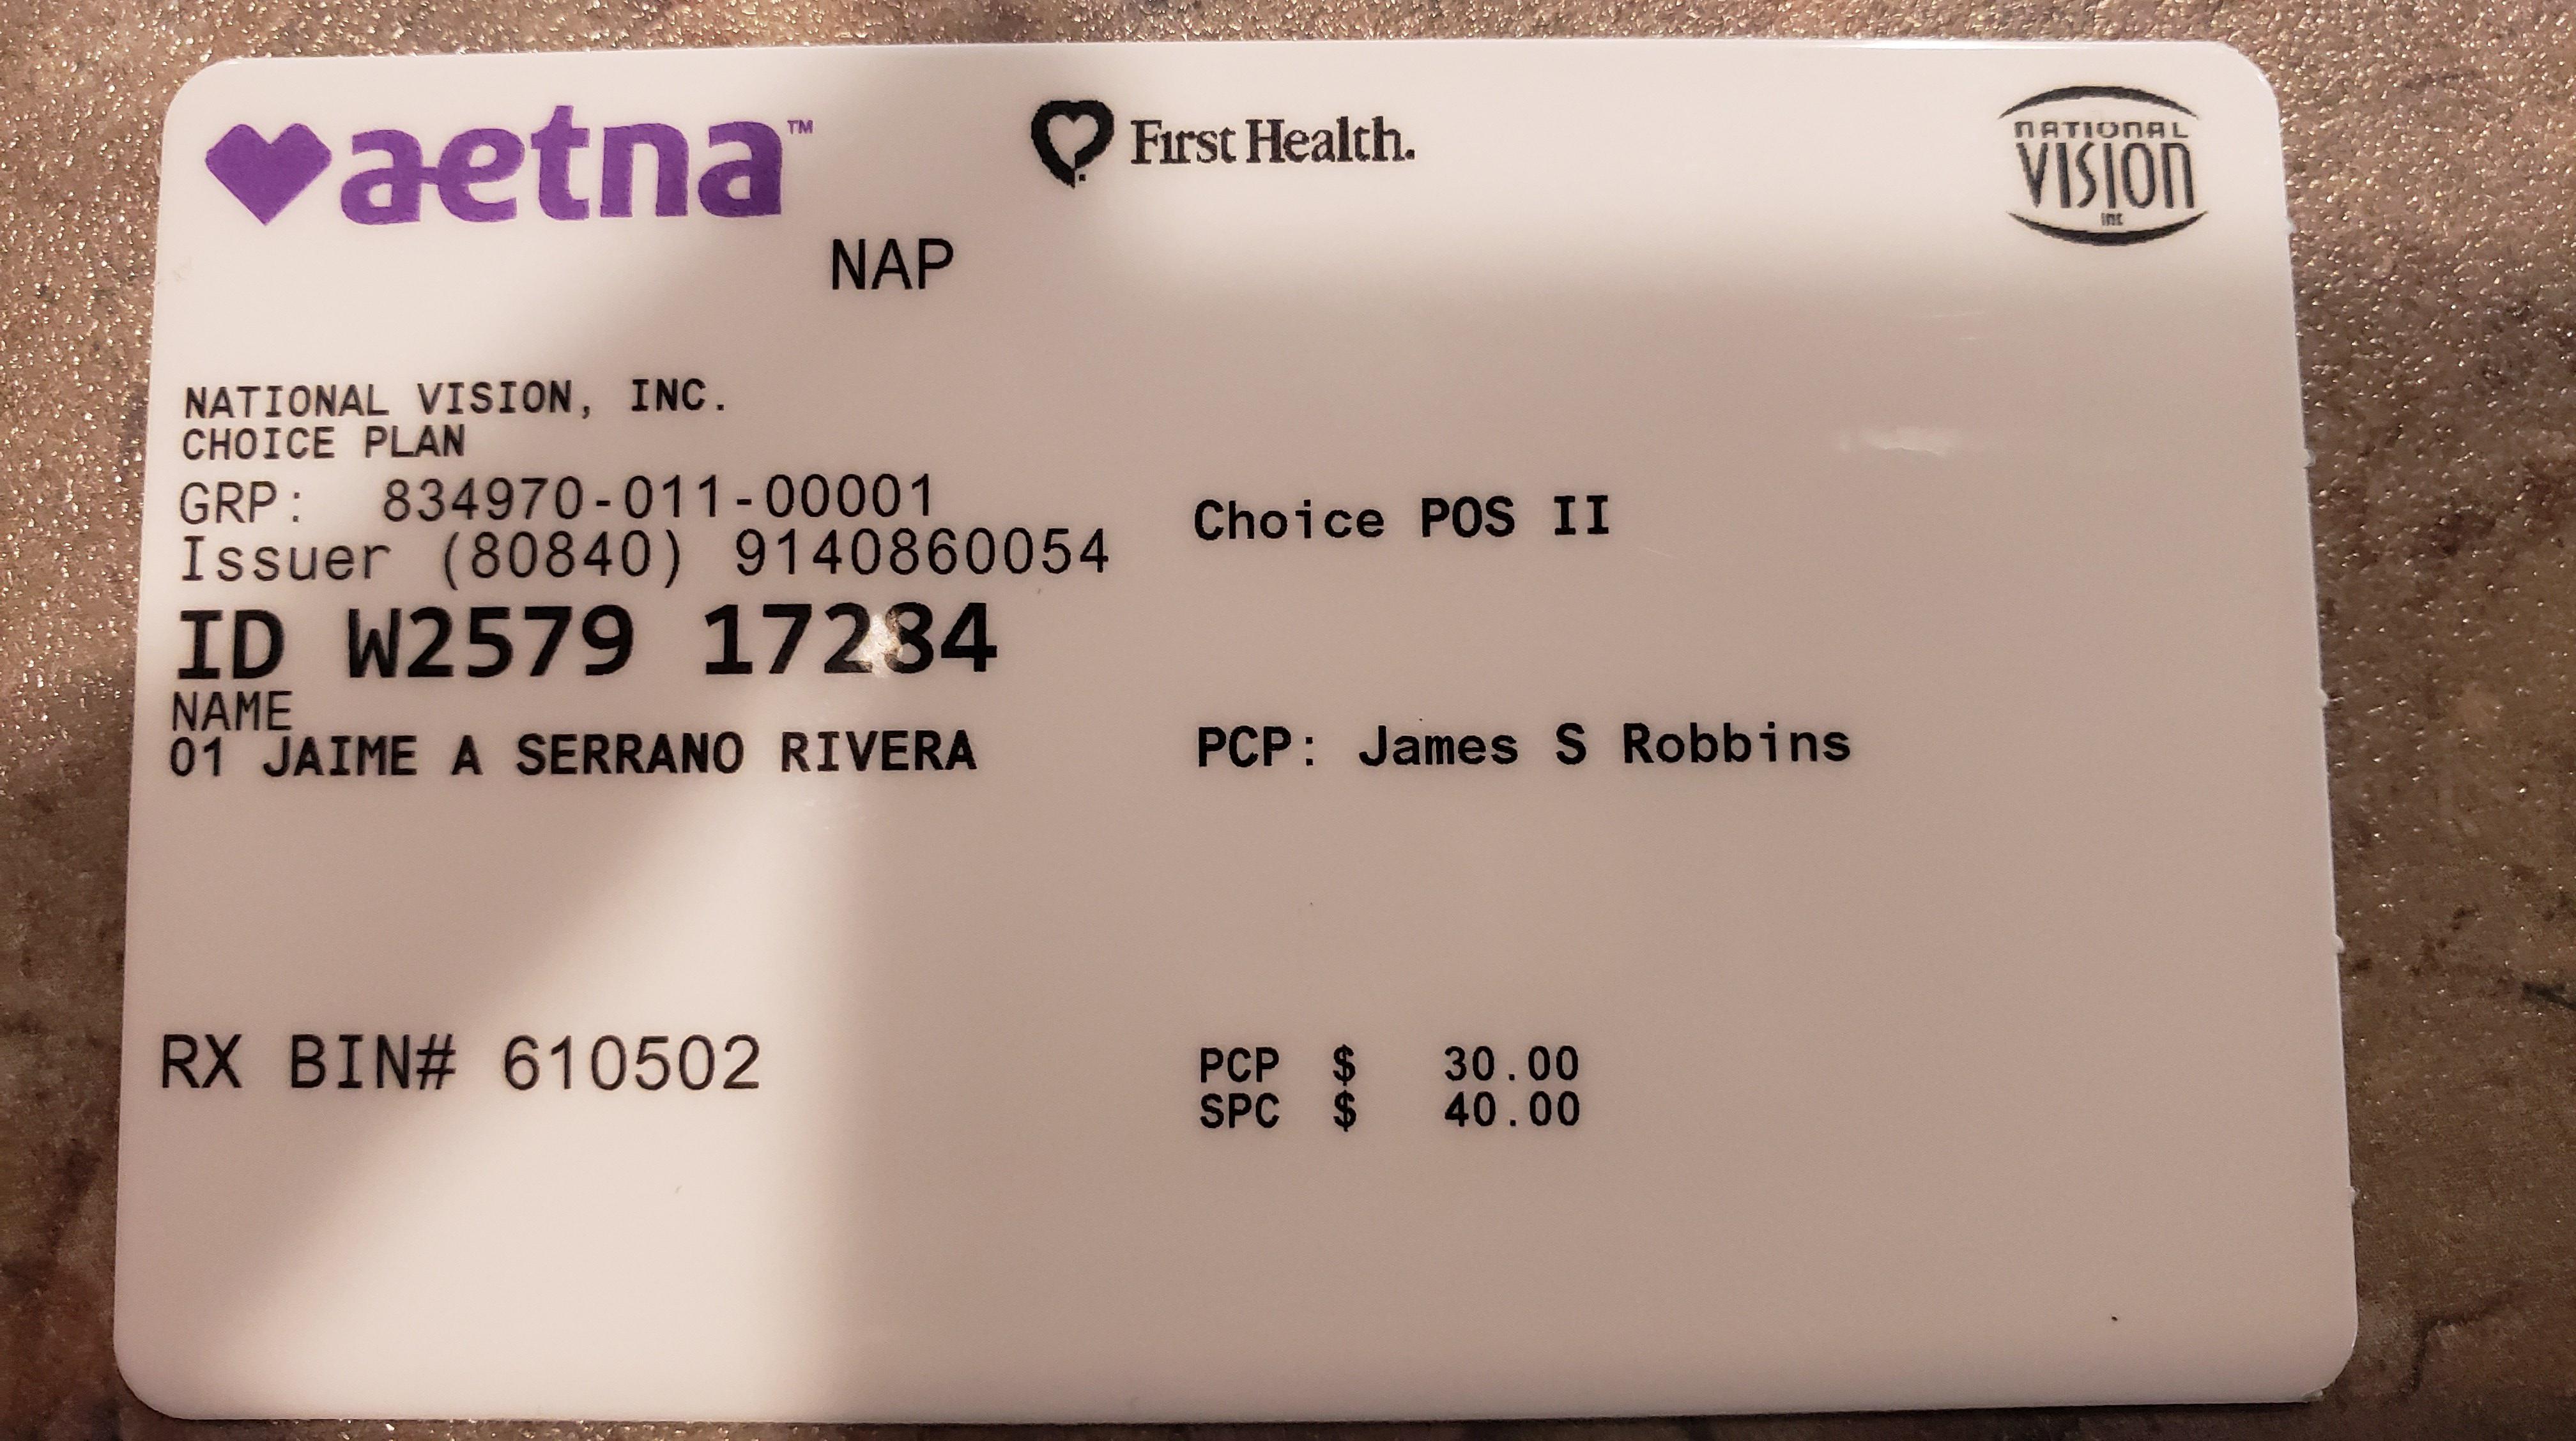 aetna™
First Health.
NATIONAL
VISION
INC
NAP
NATIONAL VISION, INC.
CHOICE PLAN
GRP: 834970-011-00001
Issuer (80840) 9140860054
Choice POS II
ID W2579 17284
NAME
01 JAIME A SERRANO RIVERA
PCP: James S Robbins
RX BIN# 610502
PCP $ 30.00
SPC $ 40.00